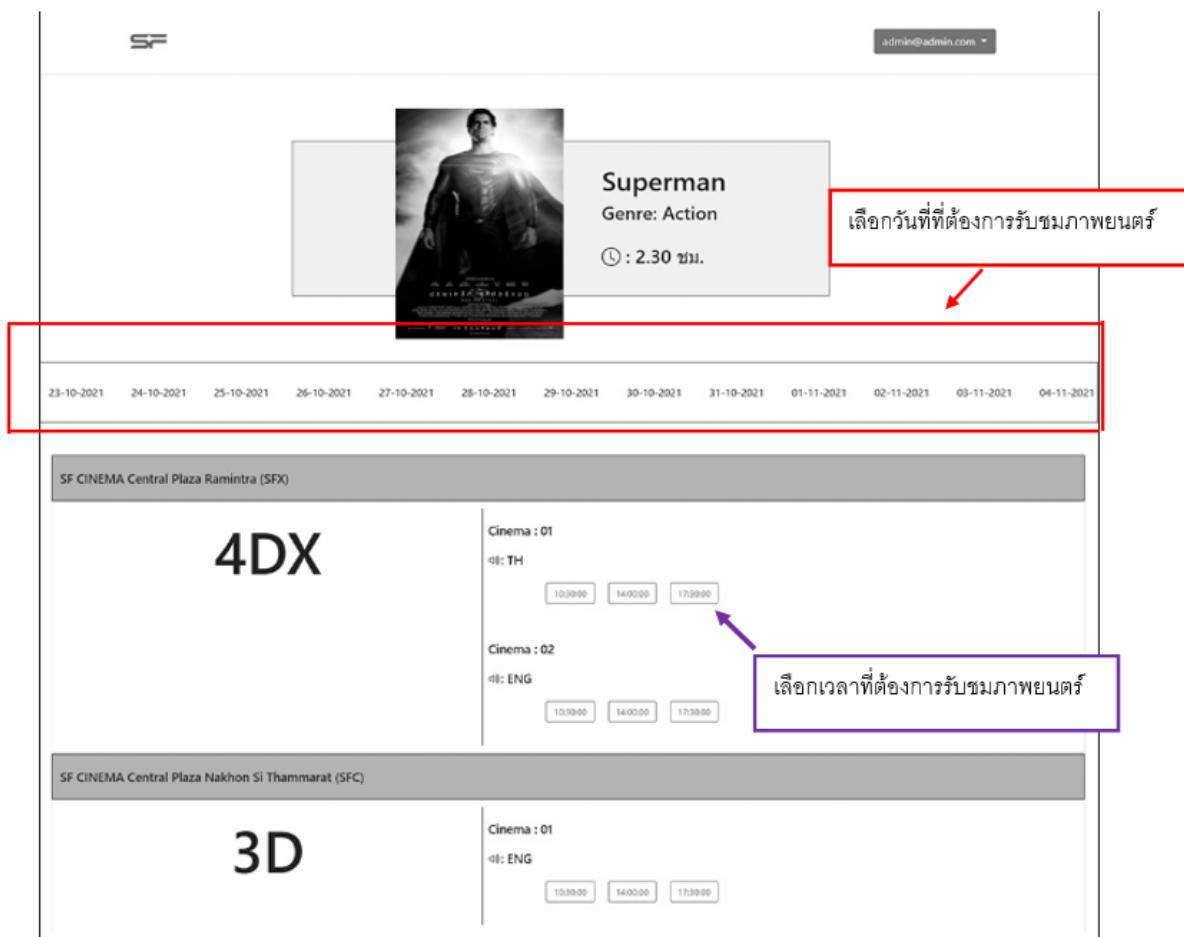 SF
admin@admin.com
Superman
Genre: Action
: 2.30 ชม.
เลือกวันที่ที่ต้องการรับชมภาพยนตร์
23-10-2021 24-10-2021 25-10-2021 26-10-2021 27-10-2021 28-10-2021 29-10-2021 30-10-2021 31-10-2021 01-11-2021 02-11-2021 03-11-2021 04-11-2021
SF CINEMA Central Plaza Ramintra (SFX)
4DX
Cinema : 01
: TH
10:30:00 14:00:00 17:30:00
Cinema : 02
: ENG
10:30:00 14:00:00 17:30:00
เลือกเวลาที่ต้องการรับชมภาพยนตร์
SF CINEMA Central Plaza Nakhon Si Thammarat (SFC)
3D
Cinema : 01
: ENG
10:30:00 14:00:00 17:30:00